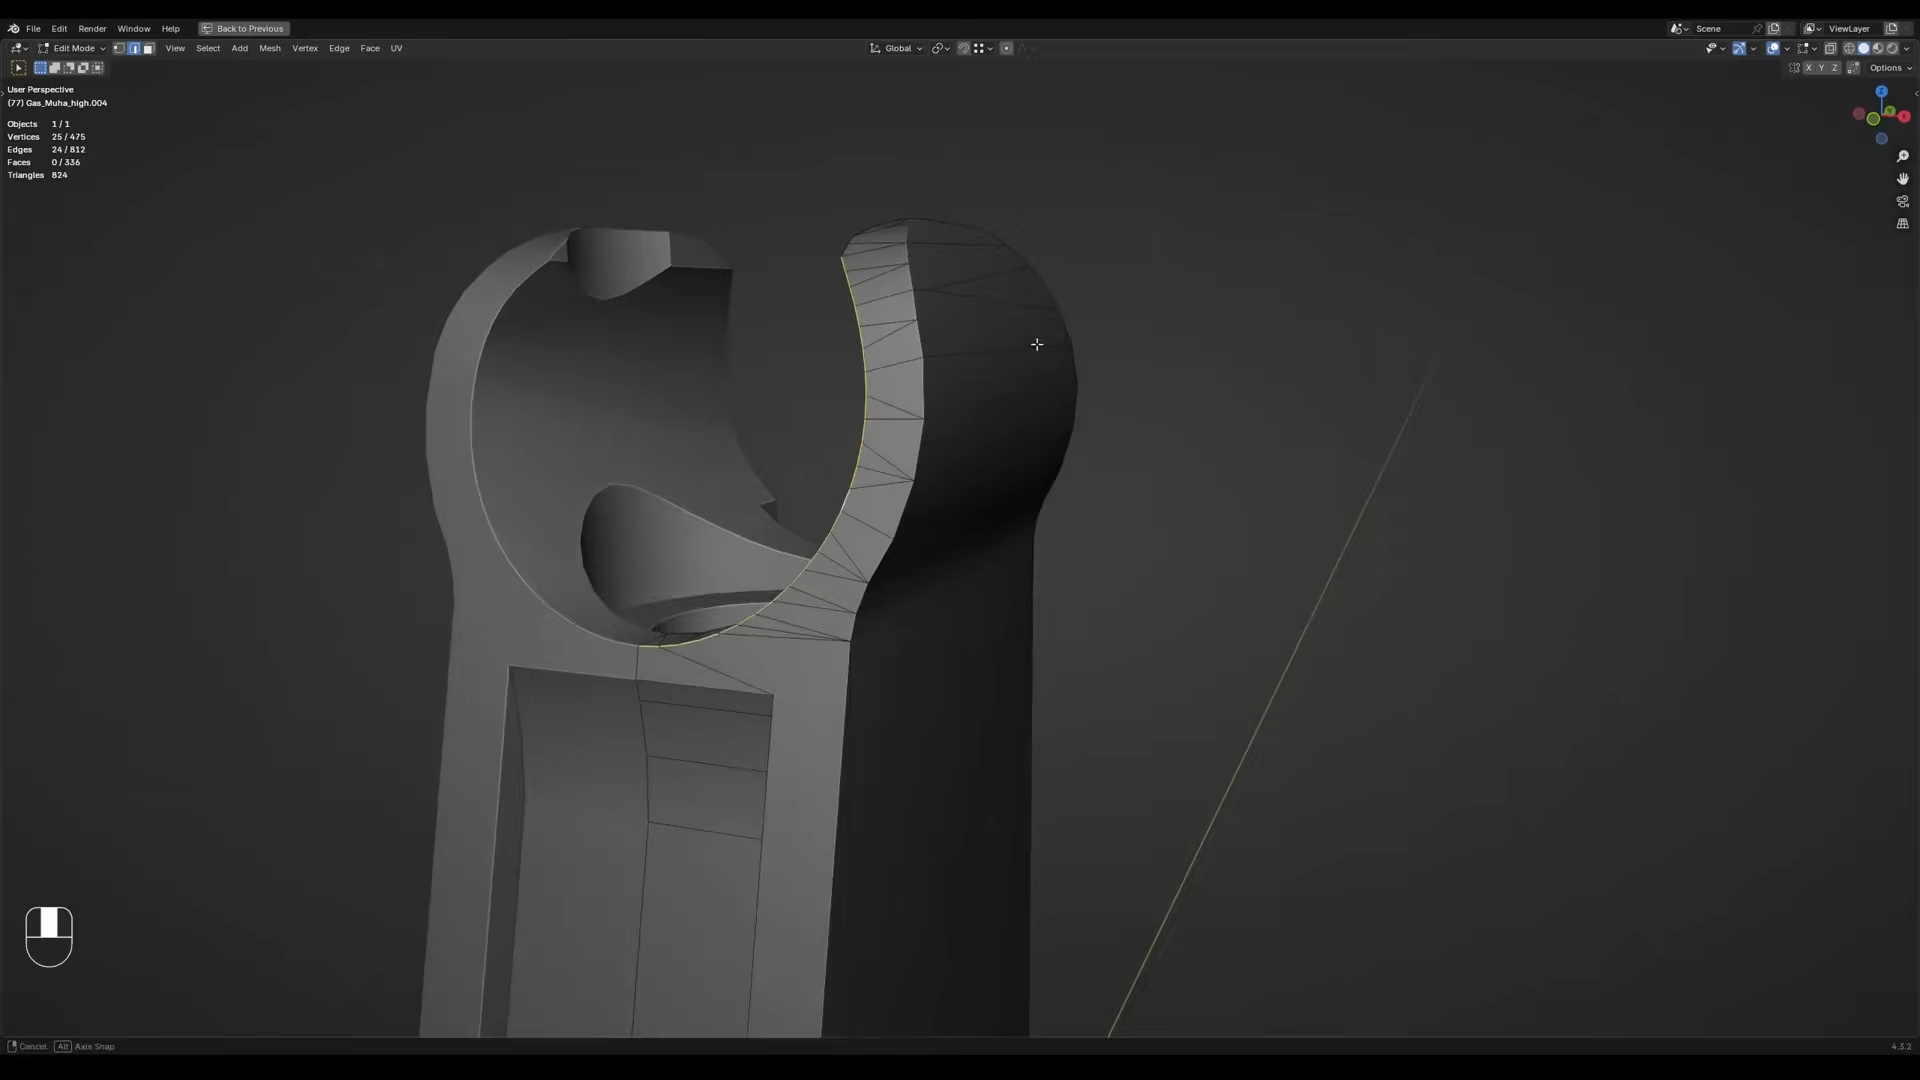 File Edit Render Window Help Back to Previous Scene ViewLayer
Edit Mode View Select Add Mesh Vertex Edge Face UV Global
X Y Z Options
User Perspective
(77) Gas_Muha_high.004
Objects 1 / 1
Vertices 25 / 475
Edges 24 / 812
Faces 0 / 336
Triangles 824
Z
Y
X
Cancel Alt Axis Snap 4.3.2